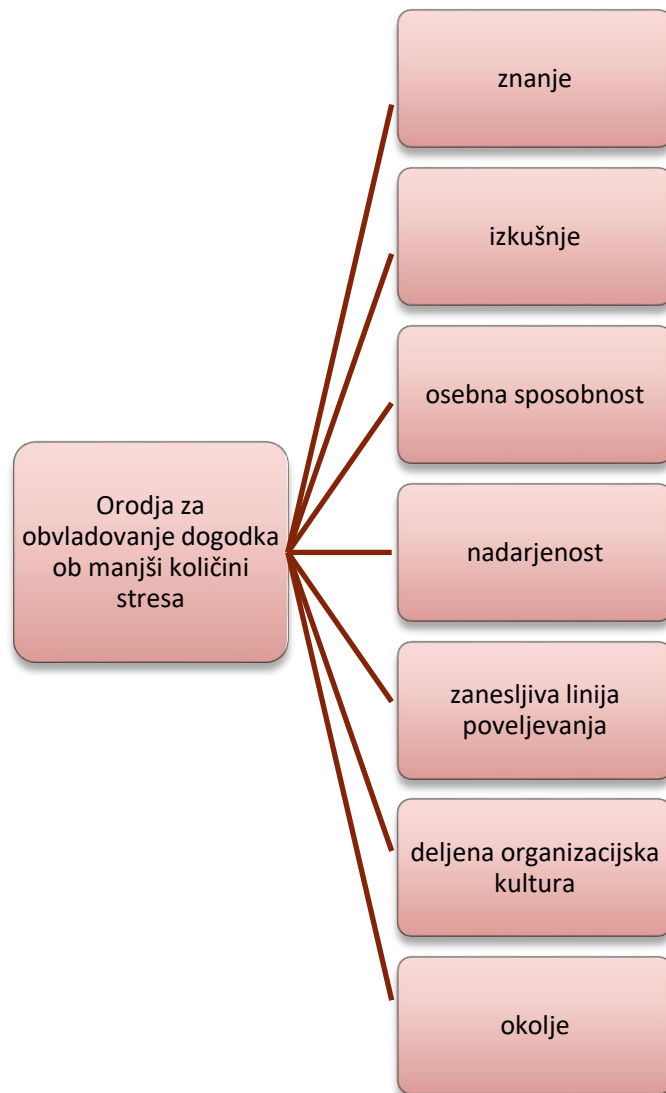 Orodja za
obvladovanje dogodka
ob manjši količini
stresa
znanje
izkušnje
osebna sposobnost
nadarjenost
zanesljiva linija
poveljevanja
deljena organizacijska
kultura
okolje